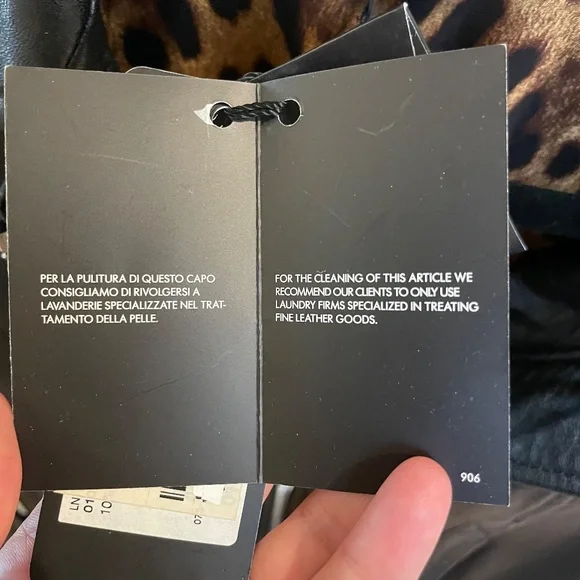 PER LA PULITURA DI QUESTO CAPO
CONSIGLIAMO DI RIVOLGERSI A
LAVANDERIE SPECIALIZZATE NEL TRAT-
TAMENTO DELLA PELLE.
FOR THE CLEANING OF THIS ARTICLE WE
RECOMMEND OUR CLIENTS TO ONLY USE
LAUNDRY FIRMS SPECIALIZED IN TREATING
FINE LEATHER GOODS.
906